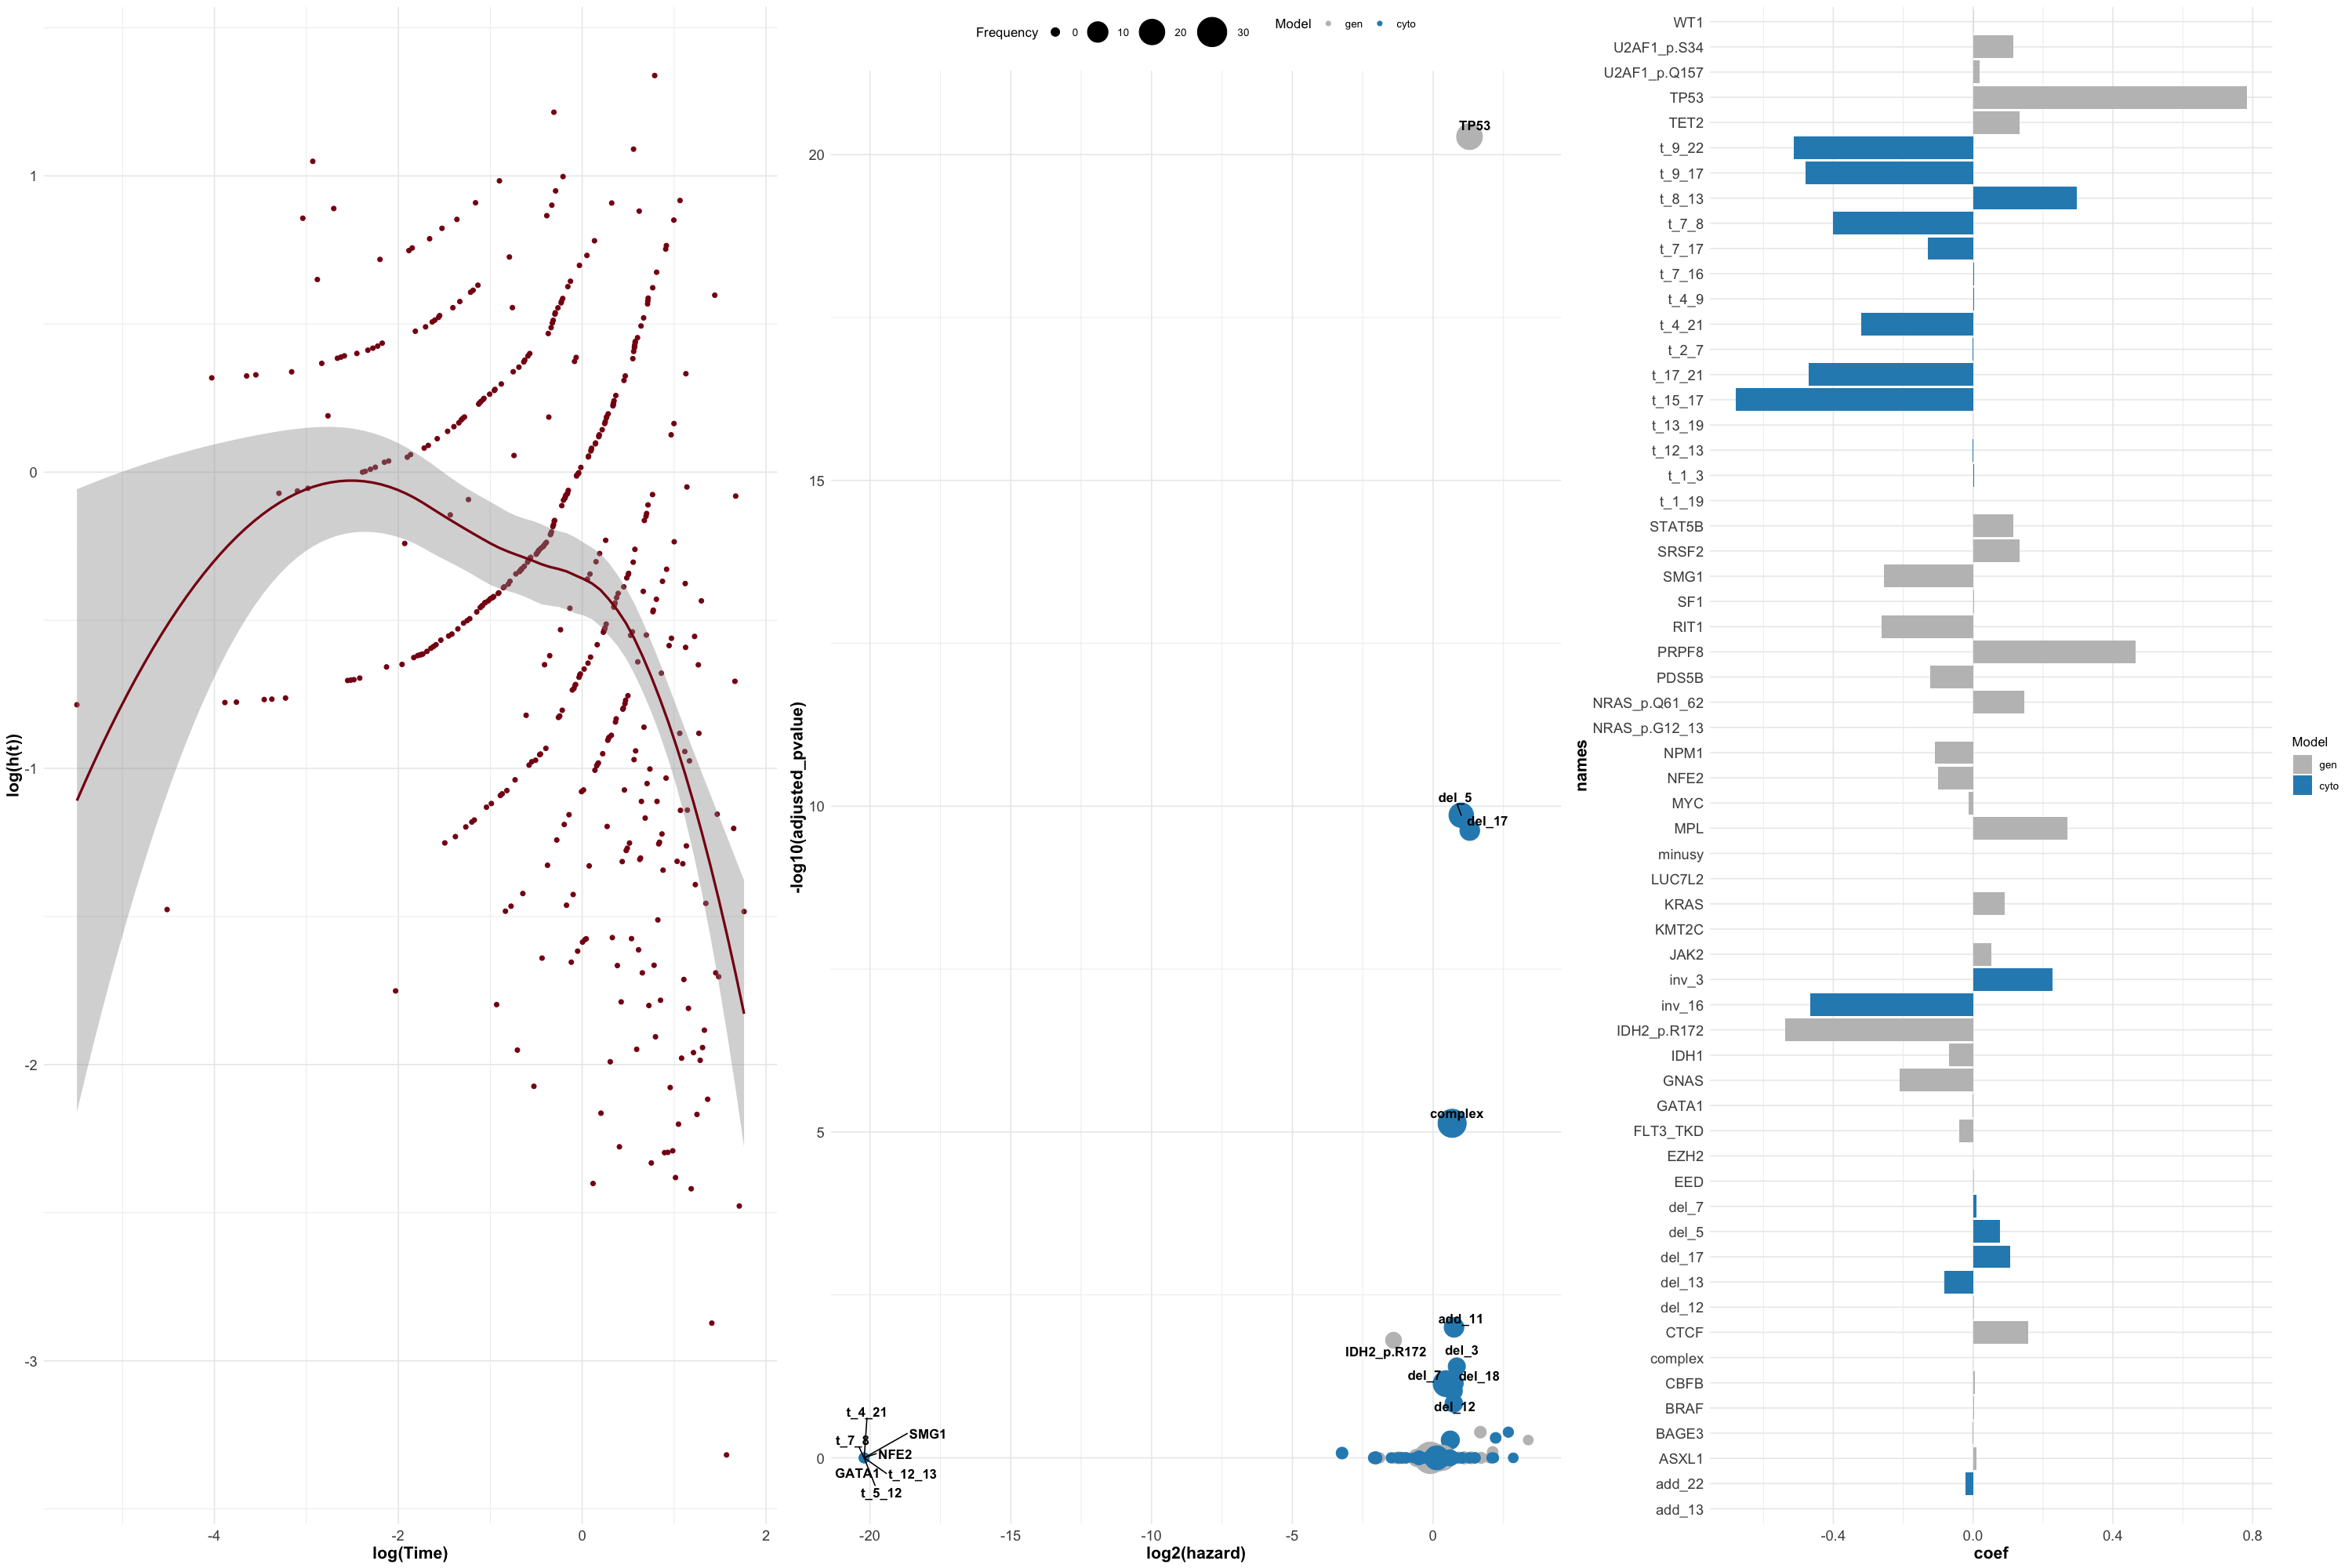 1
0
-1
-2
-3
log(h(t))
-4
-2
0
2
log(Time)
Frequency 0 10 20 30 Model gen cyto
20
15
10
5
0
-log10(adjusted_pvalue)
TP53
del_5
del_17
complex
add_11
IDH2_p.R172
del_3
del_7
del_18
del_12
t_4_21
SMG1
t_7_8
NFE2
GATA1
t_12_13
t_5_12
-20
-15
-10
-5
0
log2(hazard)
names
WT1
U2AF1_p.S34
U2AF1_p.Q157
TP53
TET2
t_9_22
t_9_17
t_8_13
t_7_8
t_7_17
t_7_16
t_4_9
t_4_21
t_2_7
t_17_21
t_15_17
t_13_19
t_12_13
t_1_3
t_1_19
STAT5B
SRSF2
SMG1
SF1
RIT1
PRPF8
PDS5B
NRAS_p.Q61_62
NRAS_p.G12_13
NPM1
NFE2
MYC
MPL
minusy
LUC7L2
KRAS
KMT2C
JAK2
inv_3
inv_16
IDH2_p.R172
IDH1
GNAS
GATA1
FLT3_TKD
EZH2
EED
del_7
del_5
del_17
del_13
del_12
CTCF
complex
CBFB
BRAF
BAGE3
ASXL1
add_22
add_13
-0.4
0.0
0.4
0.8
coef
Model
gen
cyto